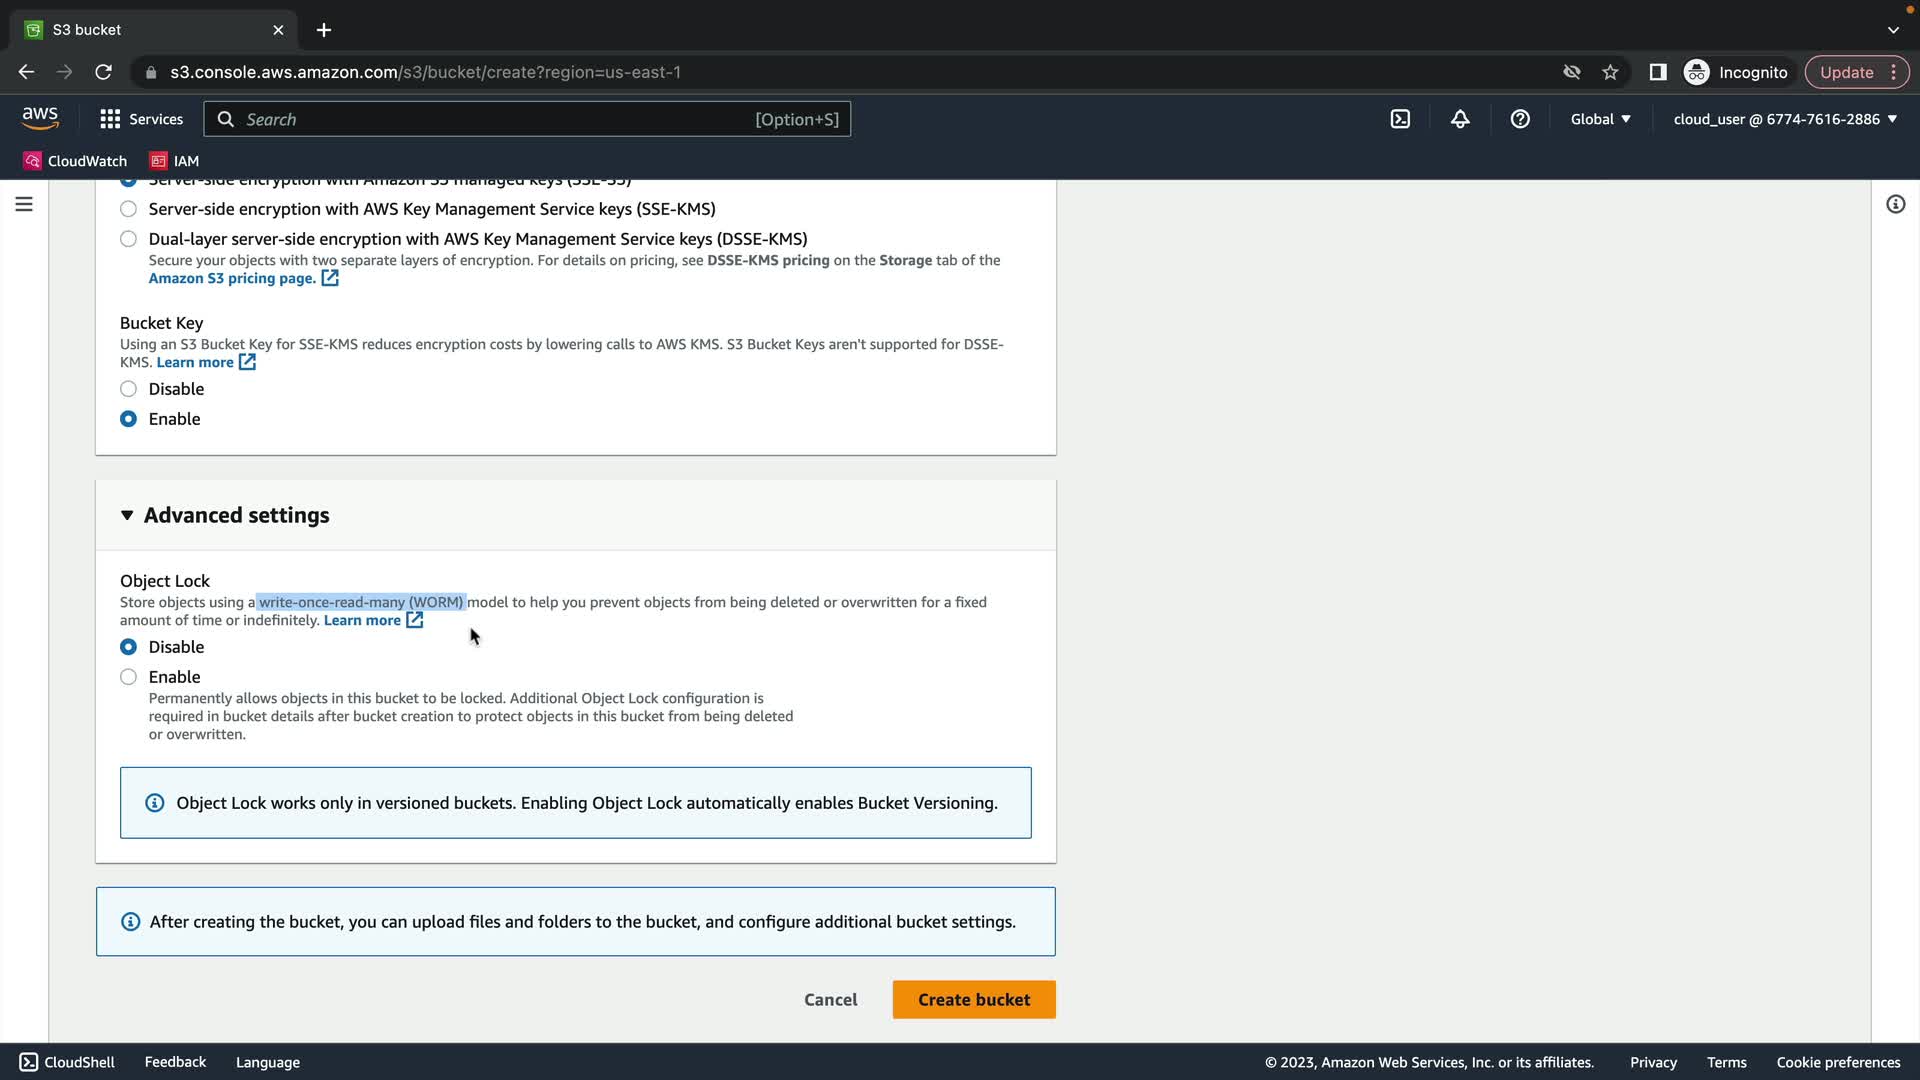 S3 bucket
s3.console.aws.amazon.com/s3/bucket/create?region=us-east-1
Incognito
Update
aws
Services
Search
[Option+S]
Global
cloud_user @ 6774-7616-2886
CloudWatch
IAM
Server-side encryption with Amazon S3 managed keys (SSE-S3)
Server-side encryption with AWS Key Management Service keys (SSE-KMS)
Dual-layer server-side encryption with AWS Key Management Service keys (DSSE-KMS)
Secure your objects with two separate layers of encryption. For details on pricing, see DSSE-KMS pricing on the Storage tab of the
Amazon S3 pricing page.
Bucket Key
Using an S3 Bucket Key for SSE-KMS reduces encryption costs by lowering calls to AWS KMS. S3 Bucket Keys aren't supported for DSSE-
KMS. Learn more
Disable
Enable
Advanced settings
Object Lock
Store objects using a write-once-read-many (WORM) model to help you prevent objects from being deleted or overwritten for a fixed
amount of time or indefinitely. Learn more
Disable
Enable
Permanently allows objects in this bucket to be locked. Additional Object Lock configuration is
required in bucket details after bucket creation to protect objects in this bucket from being deleted
or overwritten.
Object Lock works only in versioned buckets. Enabling Object Lock automatically enables Bucket Versioning.
After creating the bucket, you can upload files and folders to the bucket, and configure additional bucket settings.
Cancel
Create bucket
CloudShell
Feedback
Language
© 2023, Amazon Web Services, Inc. or its affiliates.
Privacy
Terms
Cookie preferences